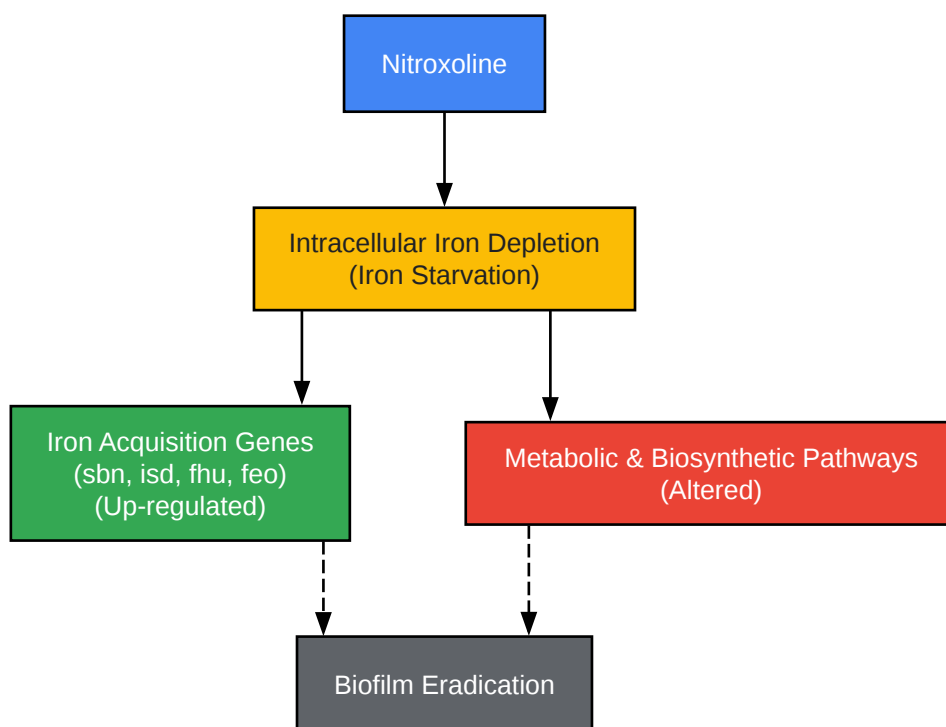 Nitroxoline
Intracellular Iron Depletion
(Iron Starvation)
Iron Acquisition Genes
(sbn, isd, fhu, feo)
(Up-regulated)
Metabolic & Biosynthetic Pathways
(Altered)
Biofilm Eradication